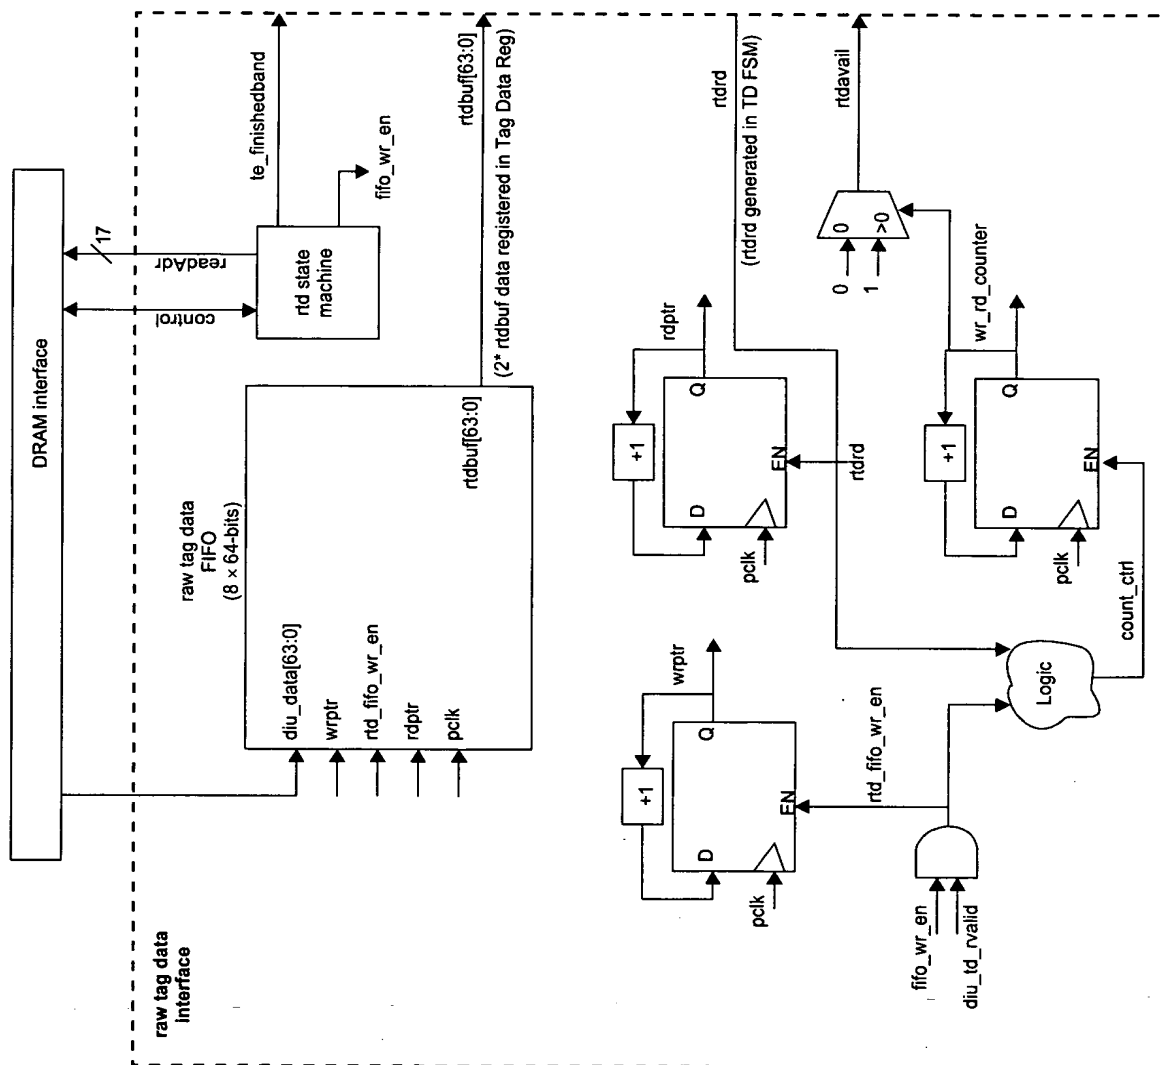 DRAM interface
control
readAdr
17
rtd state
machine
te_finishedband
fifo_wr_en
raw tag data
FIFO
(8 × 64-bits)
diu_data[63:0]
wrptr
rtd_fifo_wr_en
rdptr
pclk
rtdbuf[63:0]
rtdbuf[63:0]
(2* rtdbuf data registered in Tag Data Reg)
raw tag data
interface
wrptr
+1
D
Q
EN
pclk
rdptr
+1
D
Q
EN
pclk
rtdrd
rtdrd
(rtdrd generated in TD FSM)
fifo_wr_en
diu_td_rvalid
rtd_fifo_wr_en
Logic
count_ctrl
wr_rd_counter
+1
D
Q
EN
pclk
0
1
0
>0
rtdavail